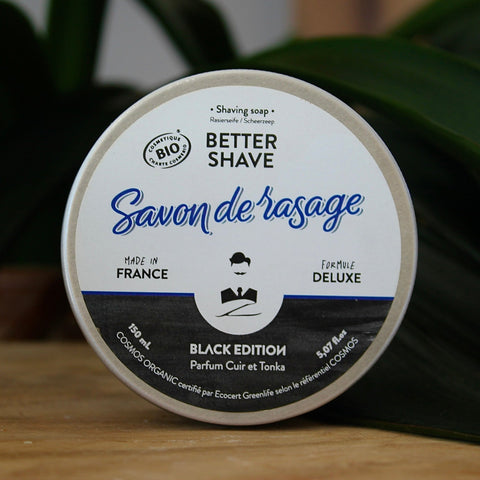 • Shaving soap •
Rasierseife / Scheerzeep
COSMETIQUE
BIO
CHARTE COSMEBIO
BETTER
SHAVE
Savon de rasage
MADE IN
FRANCE
FORMULE
DELUXE
BLACK EDITION
Parfum Cuir et Tonka
150 mL
5,07 fl.oz
COSMOS ORGANIC certifié par Ecocert Greenlife selon le référentiel COSMOS